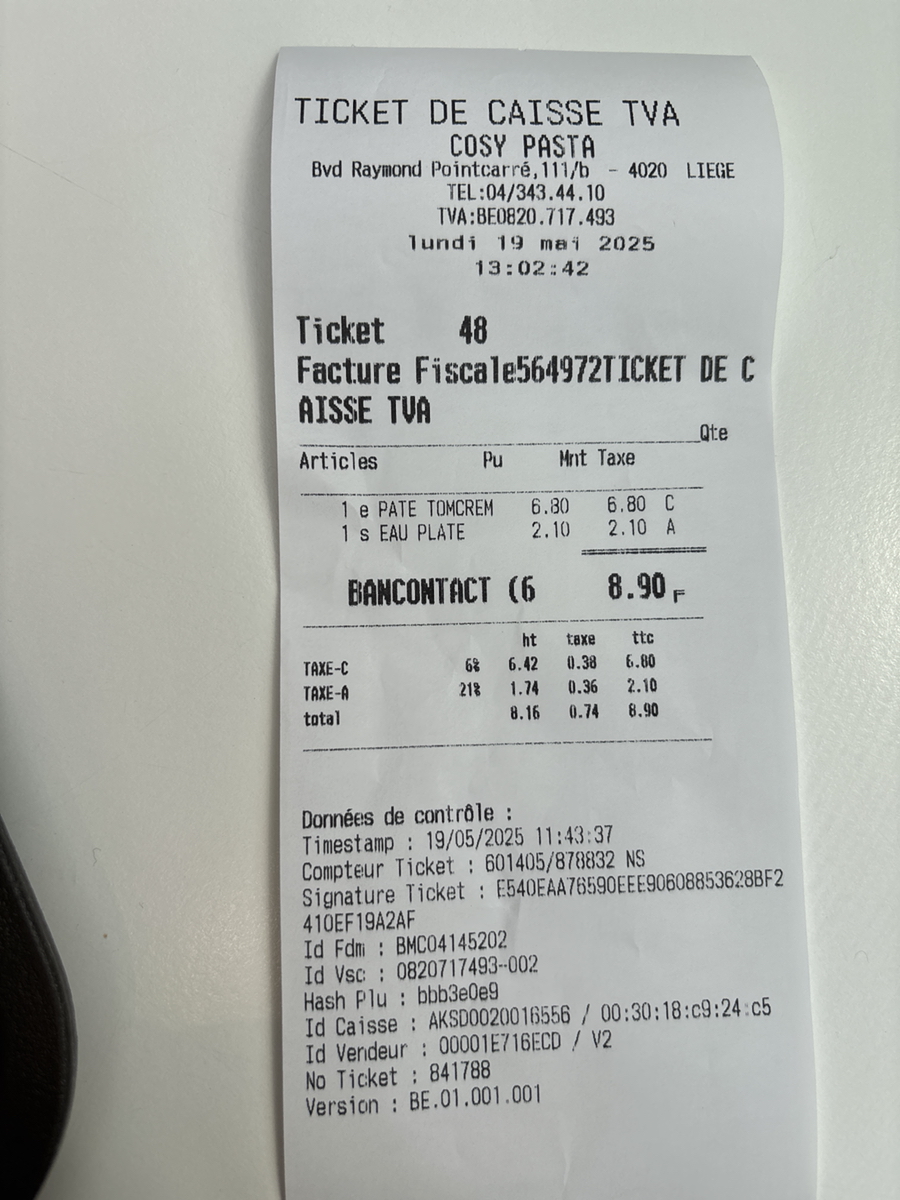 TICKET DE CAISSE TVA
COSY PASTA
Bvd Raymond Pointcarré,111/b - 4020 LIEGE
TEL:04/343.44.10
TVA:BE0820.717.493
lundi 19 mai 2025
13:02:42
Ticket 48
Facture Fiscale564972TICKET DE C
AISSE TVA
Qte
Articles Pu Mnt Taxe
1 e PATE TOMCREM 6.80 6.80 C
1 s EAU PLATE 2.10 2.10 A
BANCONTACT (6 8.90 F
ht taxe ttc
TAXE-C 6% 6.42 0.38 6.80
TAXE-A 21% 1.74 0.36 2.10
total 8.16 0.74 8.90
Données de contrôle :
Timestamp : 19/05/2025 11:43:37
Compteur Ticket : 601405/878832 NS
Signature Ticket : E540EAA76590EEE90608853628BF2
410EF19A2AF
Id Fdm : BMC04145202
Id Vsc : 0820717493-002
Hash Plu : bbb3e0e9
Id Caisse : AKSD0020016556 / 00:30:18:c9:24:c5
Id Vendeur : 00001E716ECD / V2
No Ticket : 841788
Version : BE.01.001.001